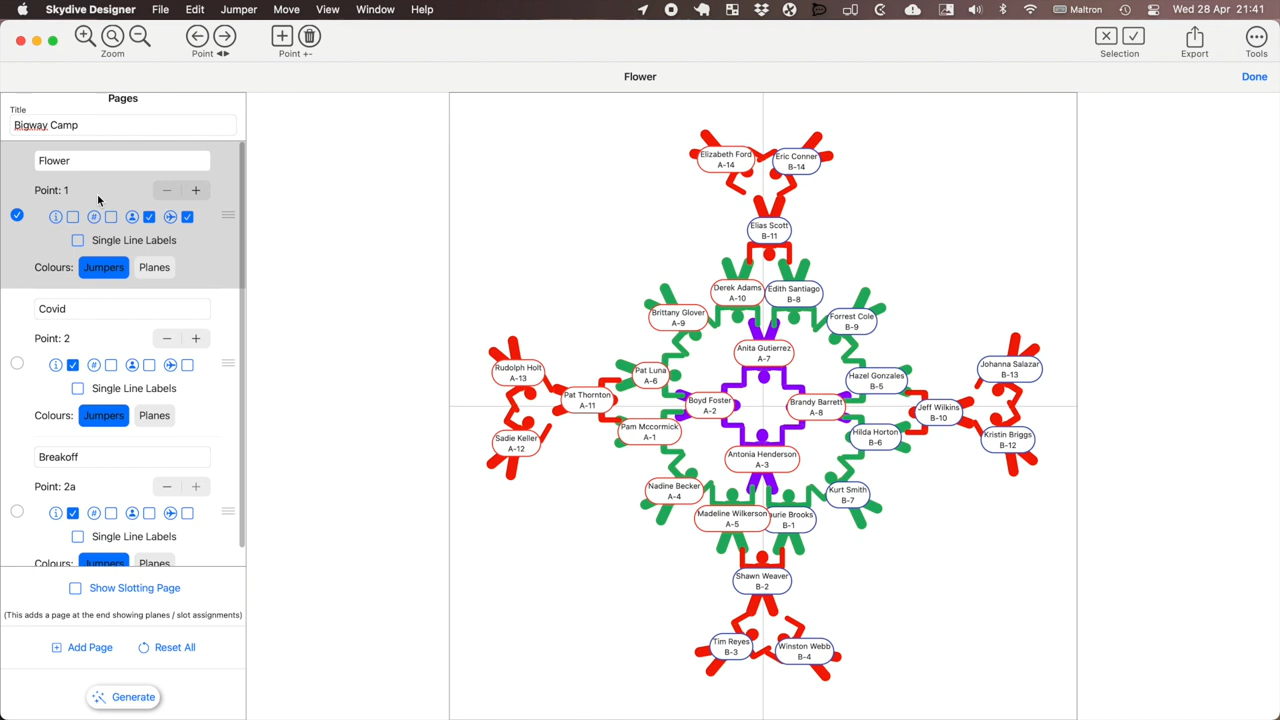 Skydive Designer File Edit Jumper Move View Window Help Maltron Wed 28 Apr 21:41
Zoom Point ◀▶ Point +- Selection Export Tools
Flower Done
Pages
Title
Bigway Camp
Flower
Point: 1 − +
Single Line Labels
Colours: Jumpers Planes
Covid
Point: 2 − +
Single Line Labels
Colours: Jumpers Planes
Breakoff
− +
Single Line Labels
Colours: Jumpers Planes
Show Slotting Page
(This adds a page at the end showing planes / slot assignments)
Add Page Reset All
Generate
Elizabeth Ford
A-14
Eric Conner
B-14
Elias Scott
B-11
Derek Adams
A-10
Edith Santiago
B-8
Brittany Glover
A-9
Forrest Cole
B-9
Anita Gutierrez
A-7
Rudolph Holt
A-13
Pat Luna
A-6
Hazel Gonzales
B-5
Johanna Salazar
B-13
Pat Thornton
A-11
Boyd Foster
A-2
Brandy Barrett
A-8
Jeff Wilkins
B-10
Sadie Keller
A-12
Pam Mccormick
A-1
Hilda Horton
B-6
Kristin Briggs
B-12
Antonia Henderson
A-3
Nadine Becker
A-4
Kurt Smith
B-7
Madeline Wilkerson
A-5
urie Brooks
B-1
Shawn Weaver
B-2
Tim Reyes
B-3
Winston Webb
B-4